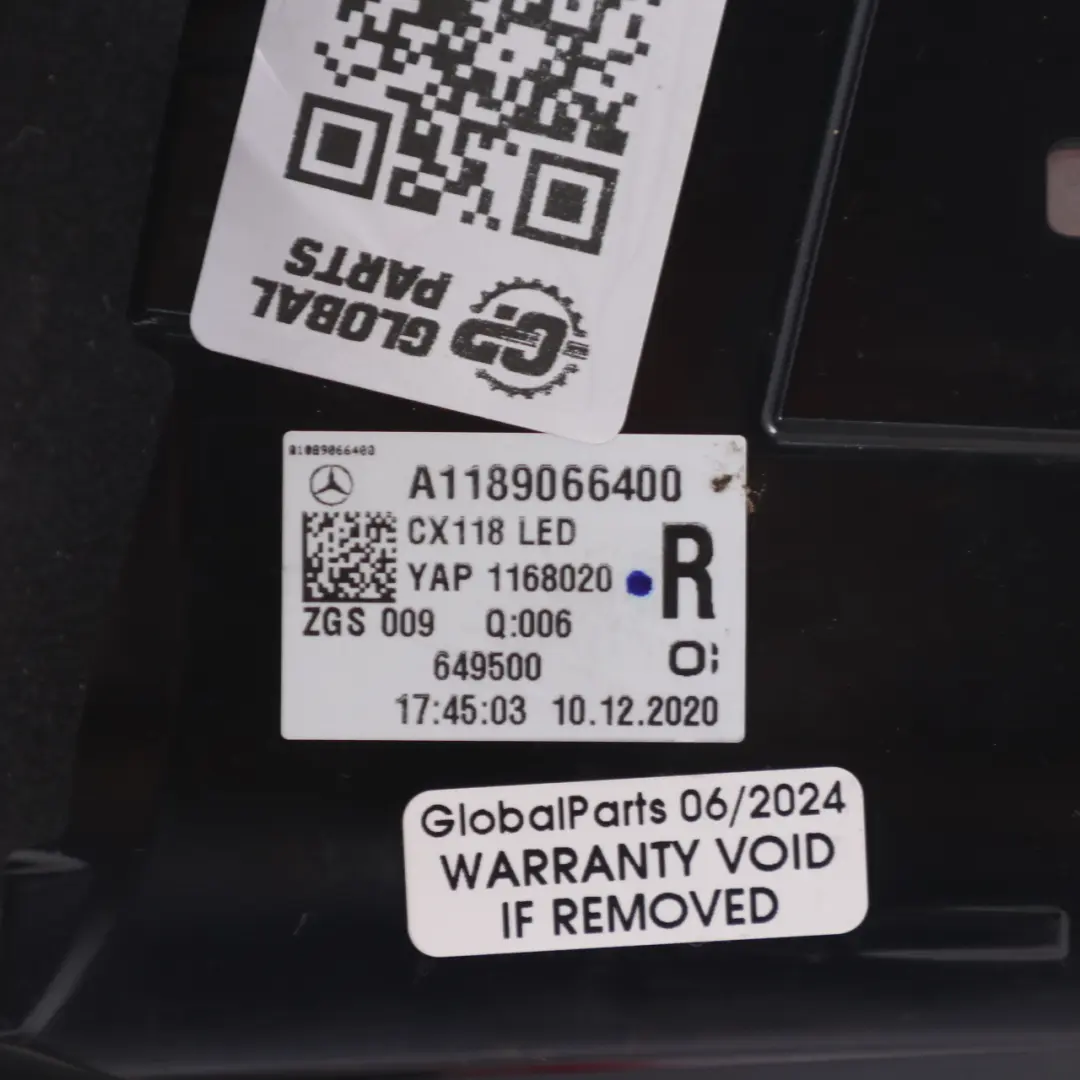 GLOBAL
PARTS
A1189066400
CX118 LED
YAP 1168020
R
ZGS 009 Q:006
649500
17:45:03 10.12.2020
GlobalParts 06/2024
WARRANTY VOID
IF REMOVED